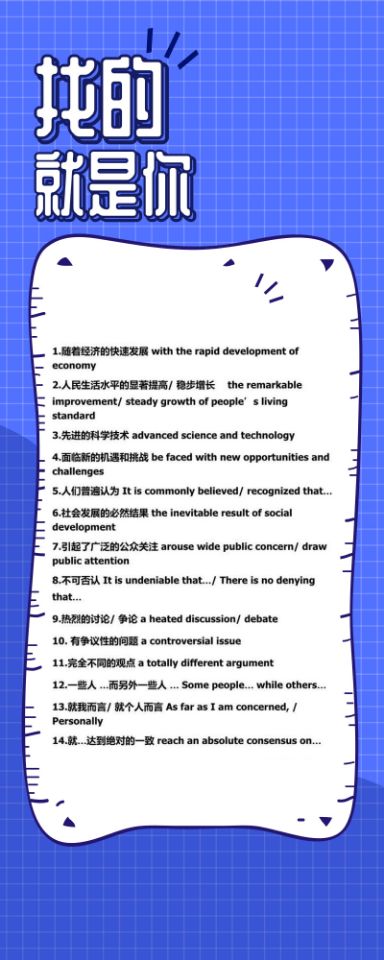 找的
就是你
1.随着经济的快速发展 with the rapid development of
economy
2.人民生活水平的显著提高/ 稳步增长 the remarkable
improvement/ steady growth of people’s living
standard
3.先进的科学技术 advanced science and technology
4.面临新的机遇和挑战 be faced with new opportunities and
challenges
5.人们普遍认为 It is commonly believed/ recognized that…
6.社会发展的必然结果 the inevitable result of social
development
7.引起了广泛的公众关注 arouse wide public concern/ draw
public attention
8.不可否认 It is undeniable that…/ There is no denying
that…
9.热烈的讨论/ 争论 a heated discussion/ debate
10. 有争议性的问题 a controversial issue
11.完全不同的观点 a totally different argument
12.一些人 …而另外一些人 … Some people… while others…
13.就我而言/ 就个人而言 As far as I am concerned, /
Personally
14.就…达到绝对的一致 reach an absolute consensus on…